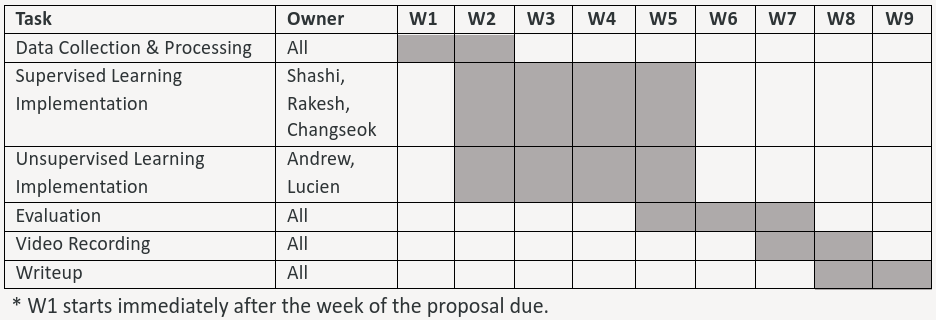 Task Owner W1 W2 W3 W4 W5 W6 W7 W8 W9
Data Collection & Processing All
Supervised Learning Shashi,
Implementation Rakesh,
Changseok
Unsupervised Learning Andrew,
Implementation Lucien
Evaluation All
Video Recording All
Writeup All
* W1 starts immediately after the week of the proposal due.